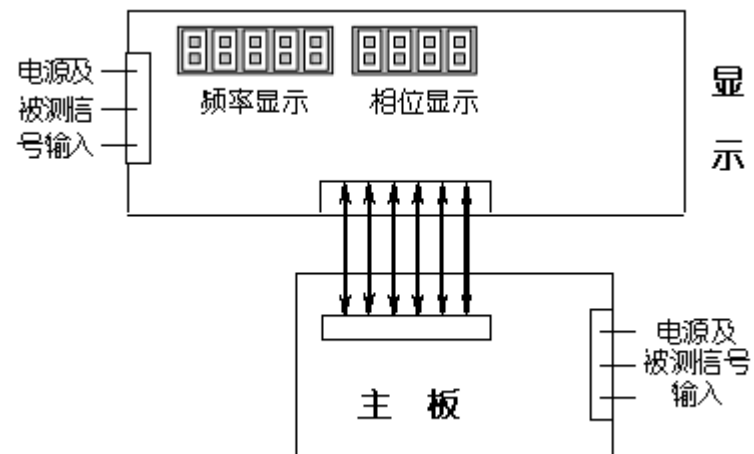 电源及
被测信
号输入
频率显示
相位显示
显
示
电源及
被测信号
输入
主 板